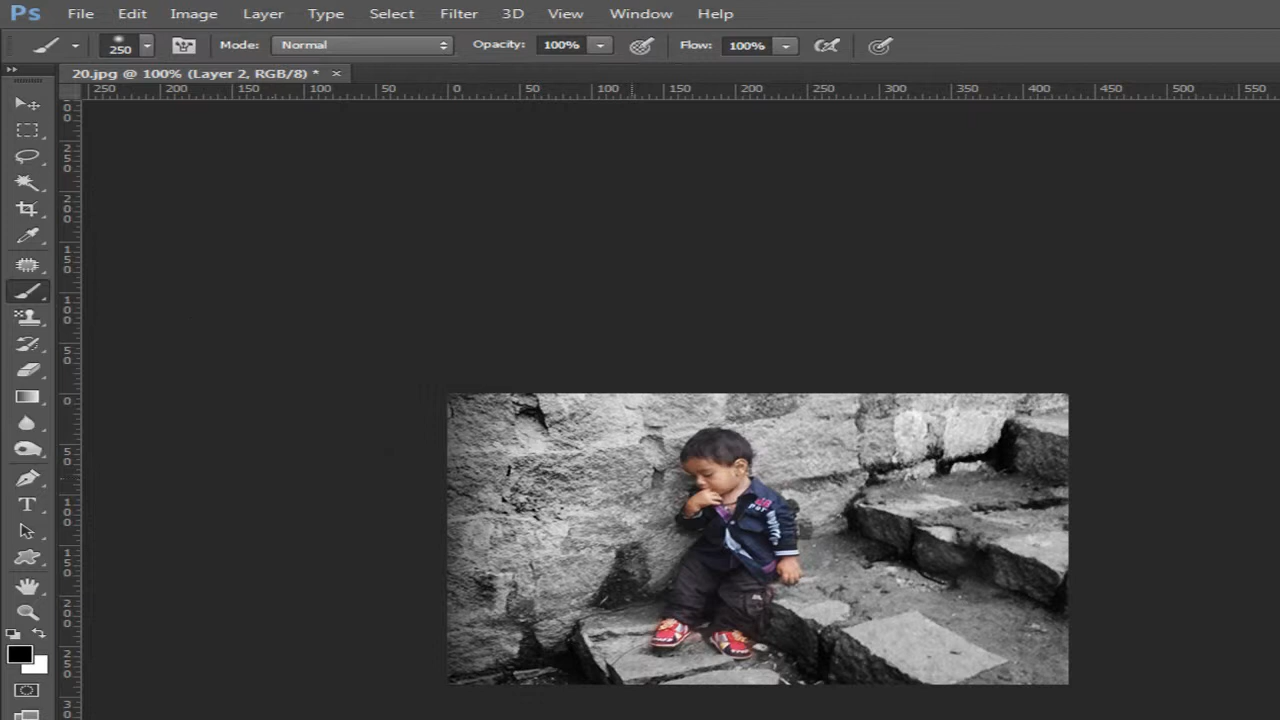 Ps File Edit Image Layer Type Select Filter 3D View Window Help
250 Mode: Normal Opacity: 100% Flow: 100%
20.jpg @ 100% (Layer 2, RGB/8) * ×
250 200 150 100 50 0 50 100 150 200 250 300 350 400 450 500 550
250
200
150
100
50
0
50
100
150
200
250
T